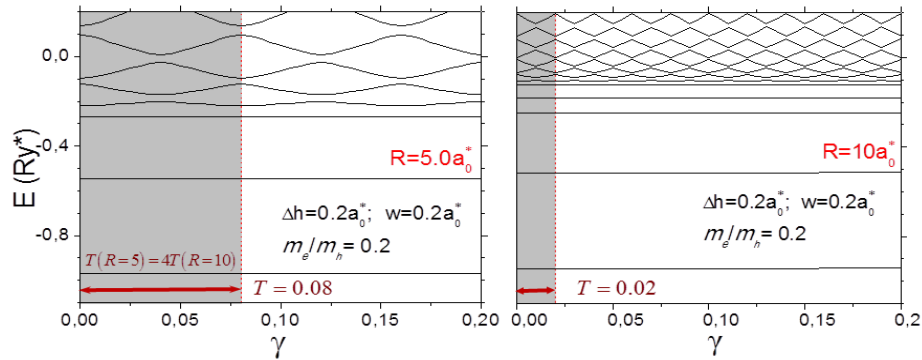 E (Ry*)
0,0
-0,4
-0,8
R=5.0a₀*
Δh=0.2a₀*; w=0.2a₀*
mₑ/mₕ= 0.2
T(R=5)=4T(R=10)
T = 0.08
0,00 0,05 0,10 0,15 0,20
γ
R=10a₀*
Δh=0.2a₀*; w=0.2a₀*
mₑ/mₕ= 0.2
T = 0.02
0,00 0,05 0,10 0,15 0,2
γ